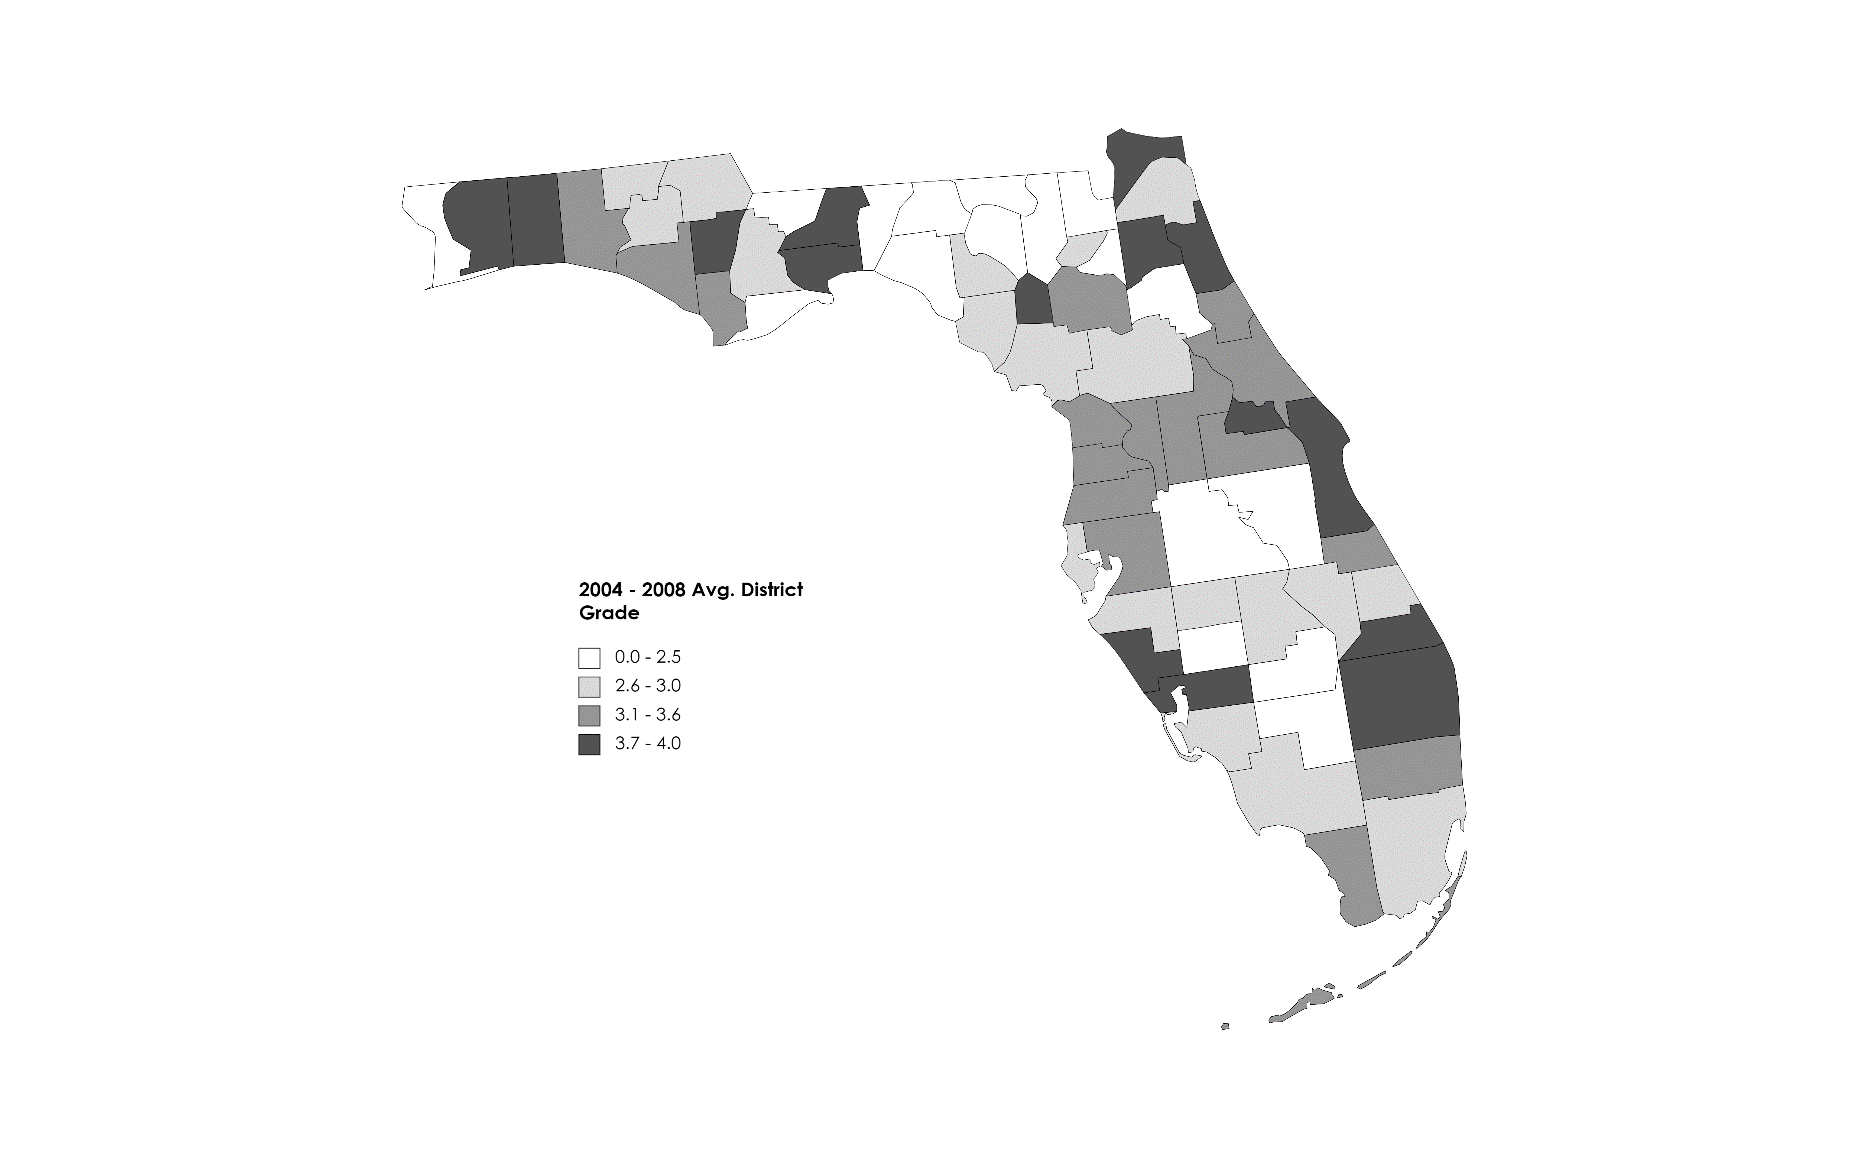 2004 - 2008 Avg. District
Grade
0.0 - 2.5
2.6 - 3.0
3.1 - 3.6
3.7 - 4.0